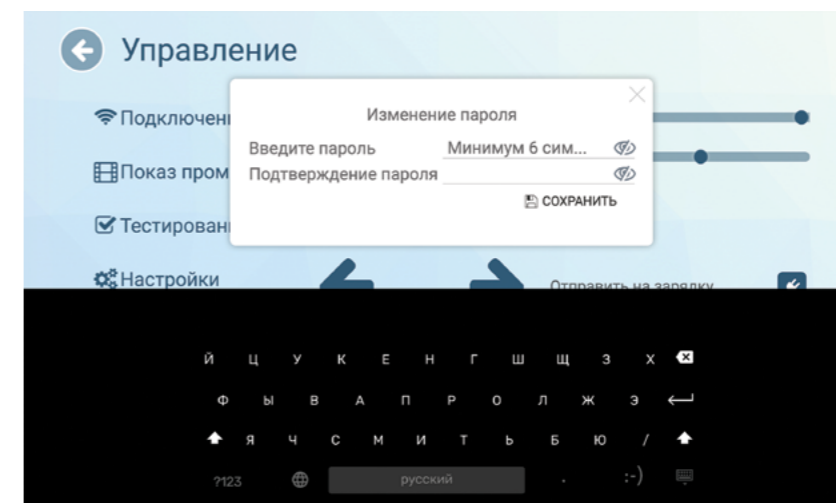 Управление
Изменение пароля
Подключен
Введите пароль Минимум 6 сим...
Показ пром
Подтверждение пароля
СОХРАНИТЬ
Тестирован
Настройки
Отправить на зарядку
Й Ц У К Е Н Г Ш Щ З Х
Ф Ы В А П Р О Л Ж Э
Я Ч С М И Т Ь Б Ю /
?123 русский . :-)